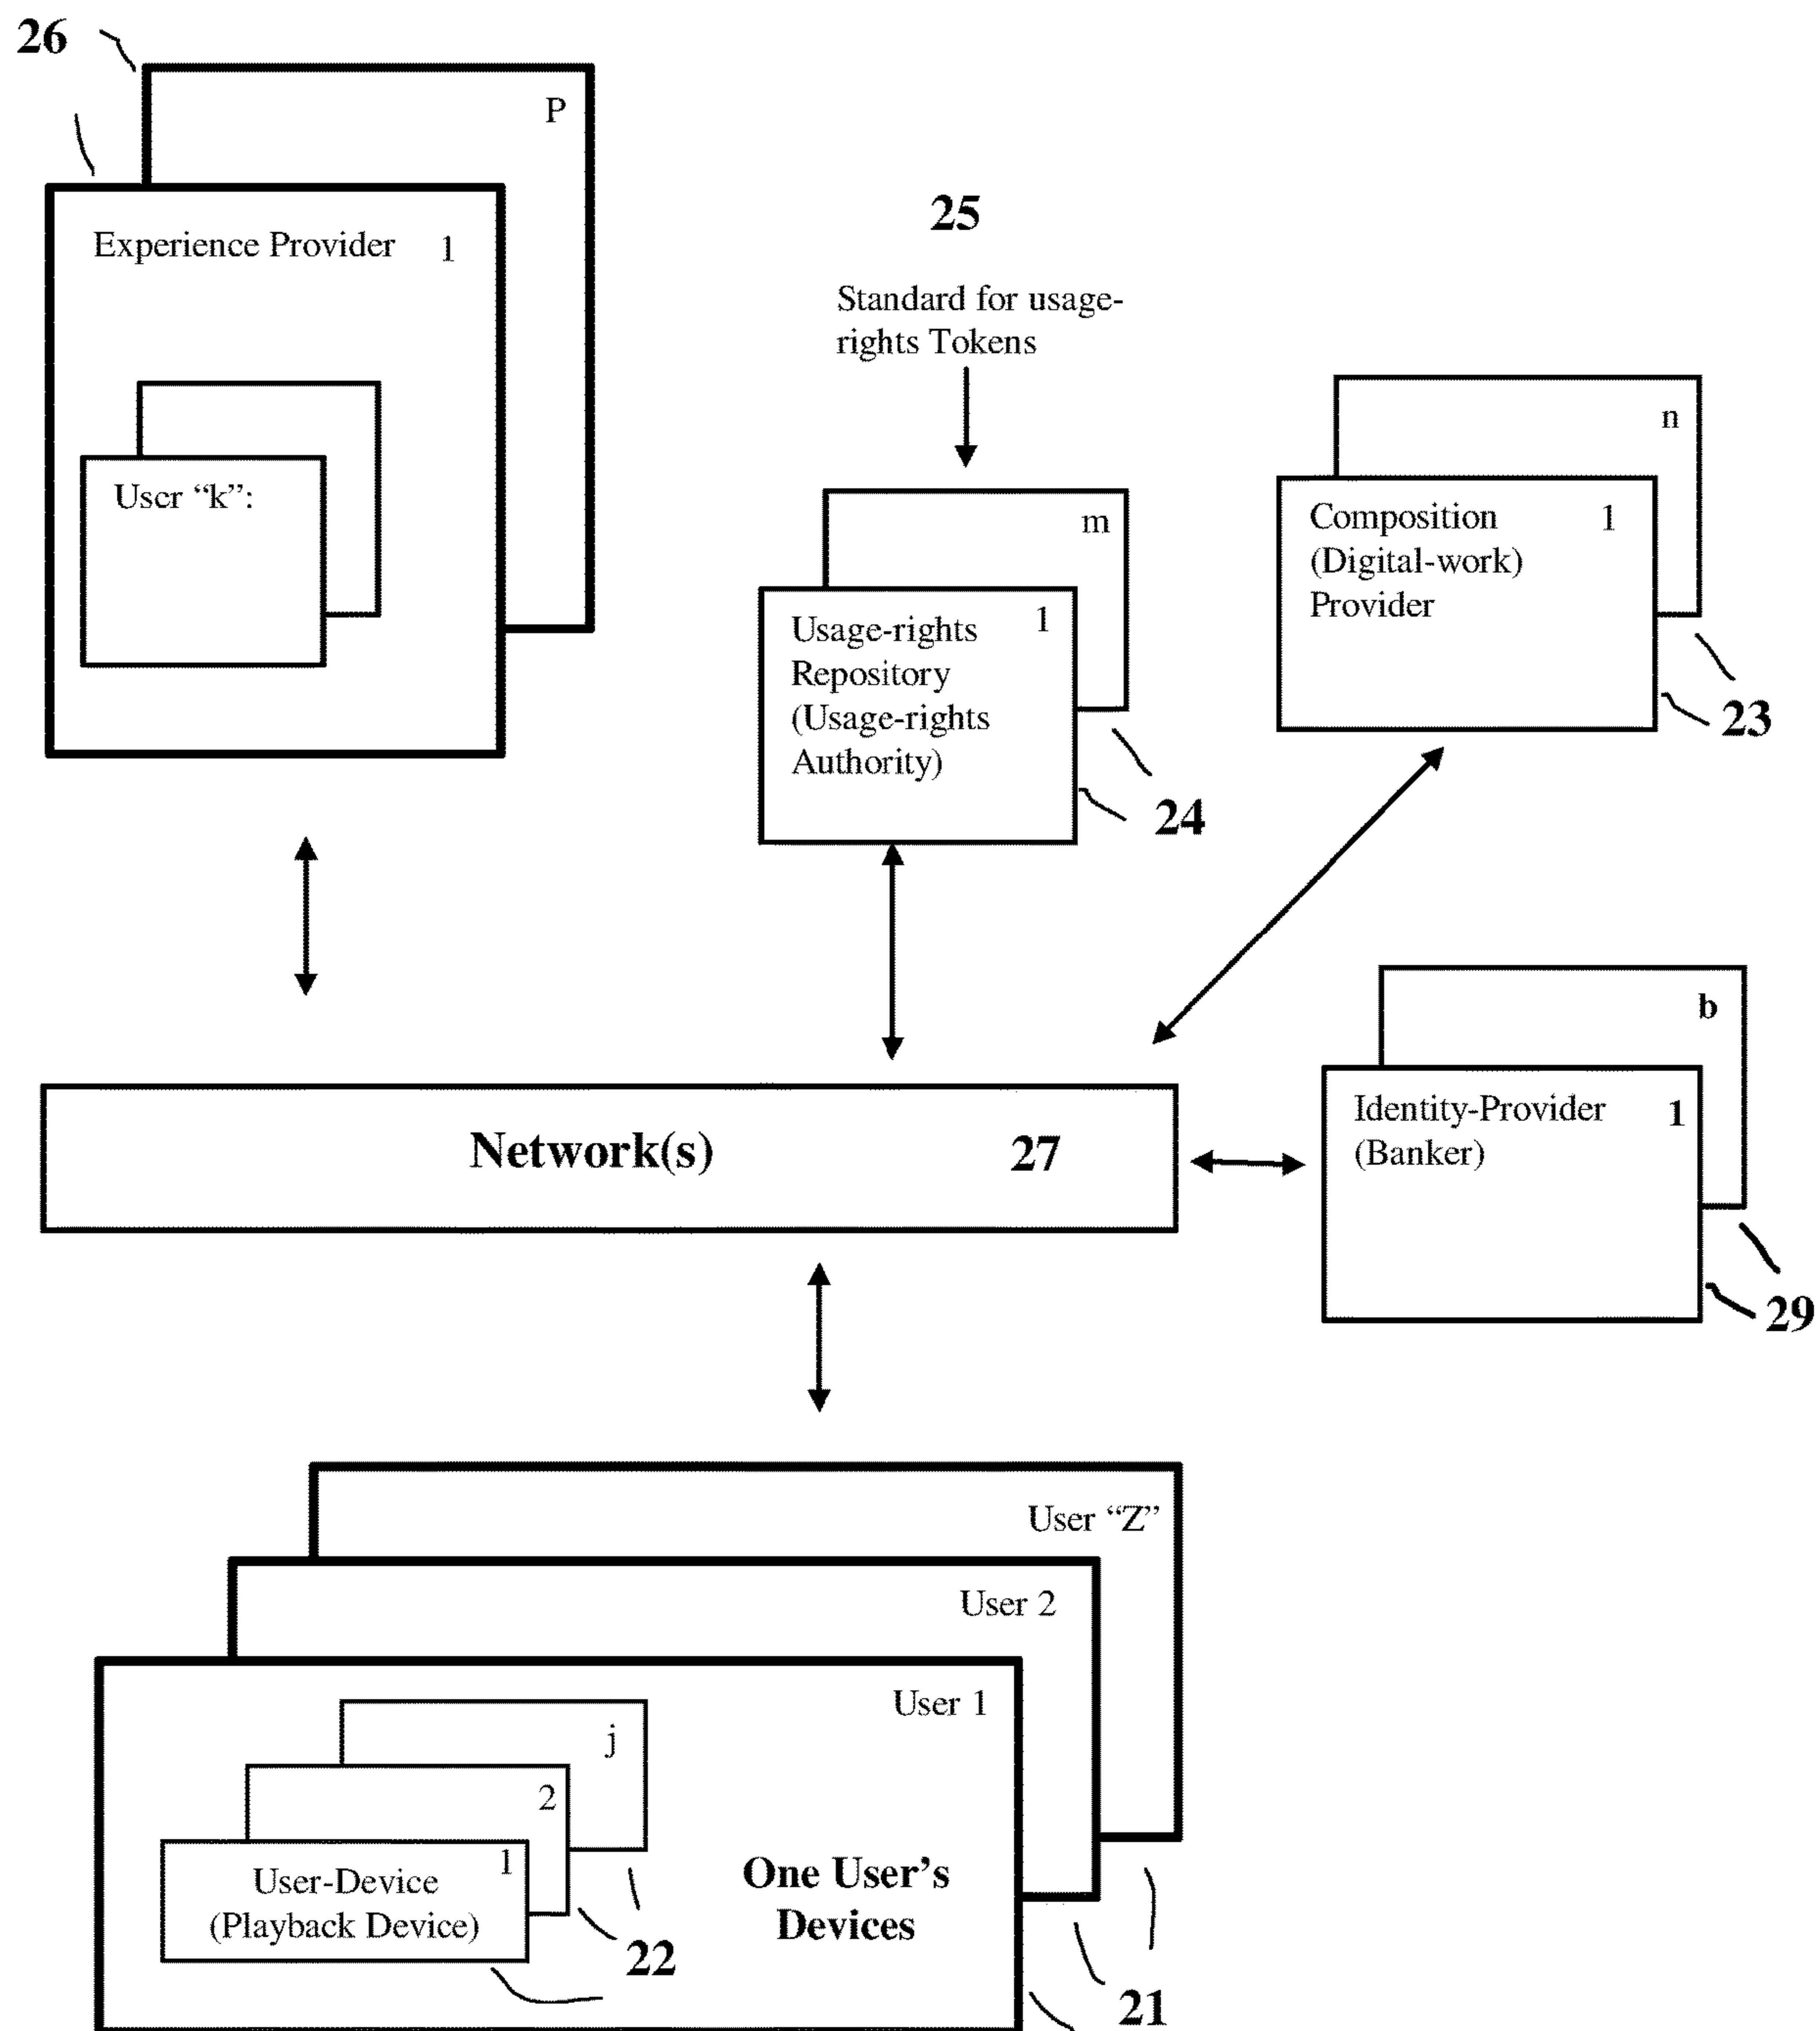 26
P
Experience Provider 1
User “k”:
25
Standard for usage-
rights Tokens
m
Usage-rights 1
Repository
(Usage-rights
Authority)
24
n
Composition 1
(Digital-work)
Provider
23
b
Identity-Provider 1
(Banker)
29
Network(s) 27
User “Z”
User 2
User 1
j
2
1
User-Device
(Playback Device)
22
One User’s
Devices
21